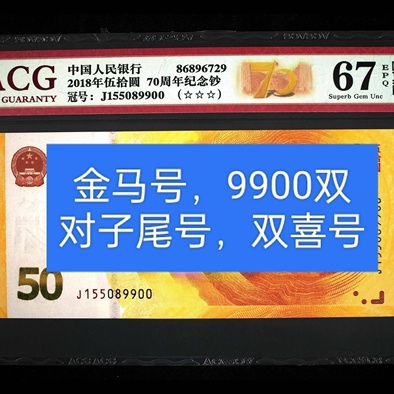 ACG
GUARANTY
中国人民银行 86896729
2018年伍拾圆 70周年纪念钞
冠号：J155089900 （☆☆☆）
70
67
EPQ
Superb Gem Unc
金马号，9900双
对子尾号，双喜号
50
J155089900
J155089900